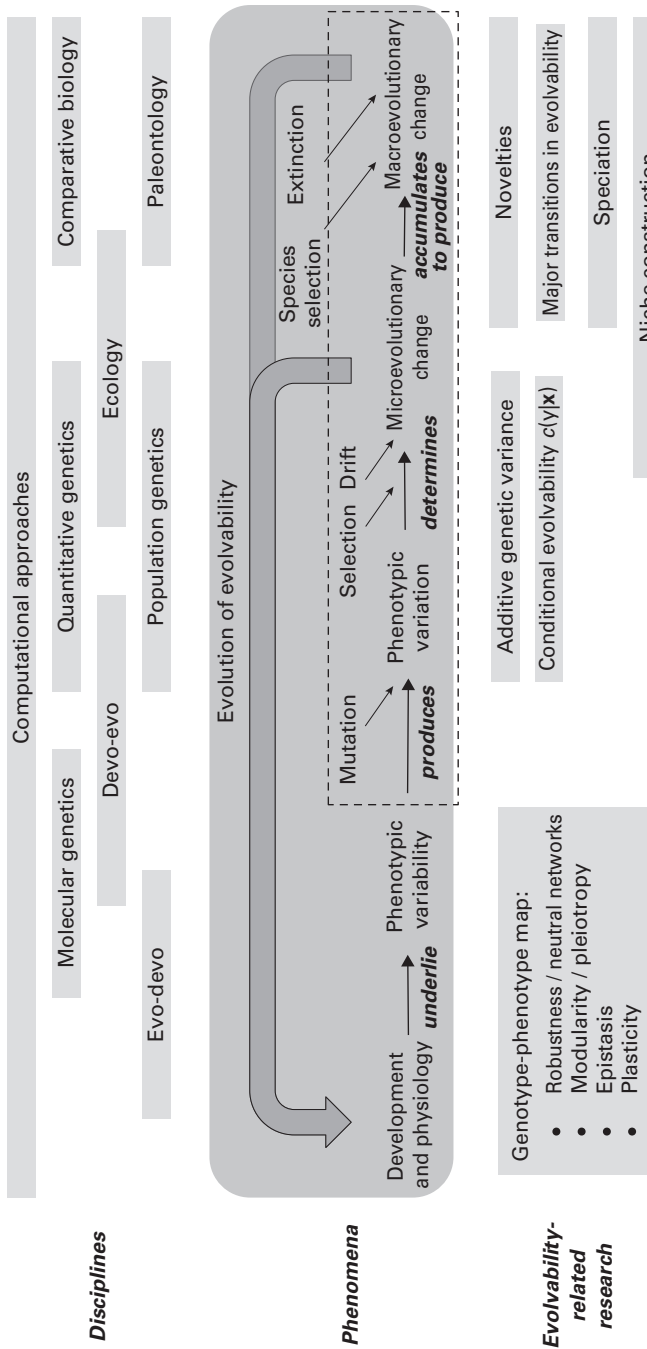 Disciplines
Computational approaches
Molecular genetics
Quantitative genetics
Comparative biology
Devo-evo
Ecology
Evo-devo
Population genetics
Paleontology
Phenomena
Evolution of evolvability
Development
and physiology
underlie
Phenotypic
variability
Mutation
produces
Phenotypic
variation
Selection
Drift
determines
Microevolutionary
change
Species
selection
Extinction
accumulates
to produce
Macroevolutionary
change
Evolvability-
related
research
Genotype-phenotype map:
• Robustness / neutral networks
• Modularity / pleiotropy
• Epistasis
• Plasticity
Additive genetic variance
Conditional evolvability c(y|x)
Novelties
Major transitions in evolvability
Speciation
Niche construction